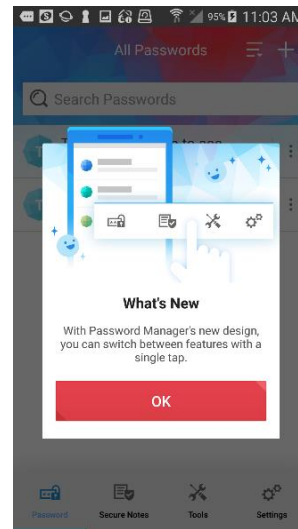 95% 11:03 AM
All Passwords
Search Passwords
What's New
With Password Manager's new design,
you can switch between features with a
single tap.
OK
Password Secure Notes Tools Settings